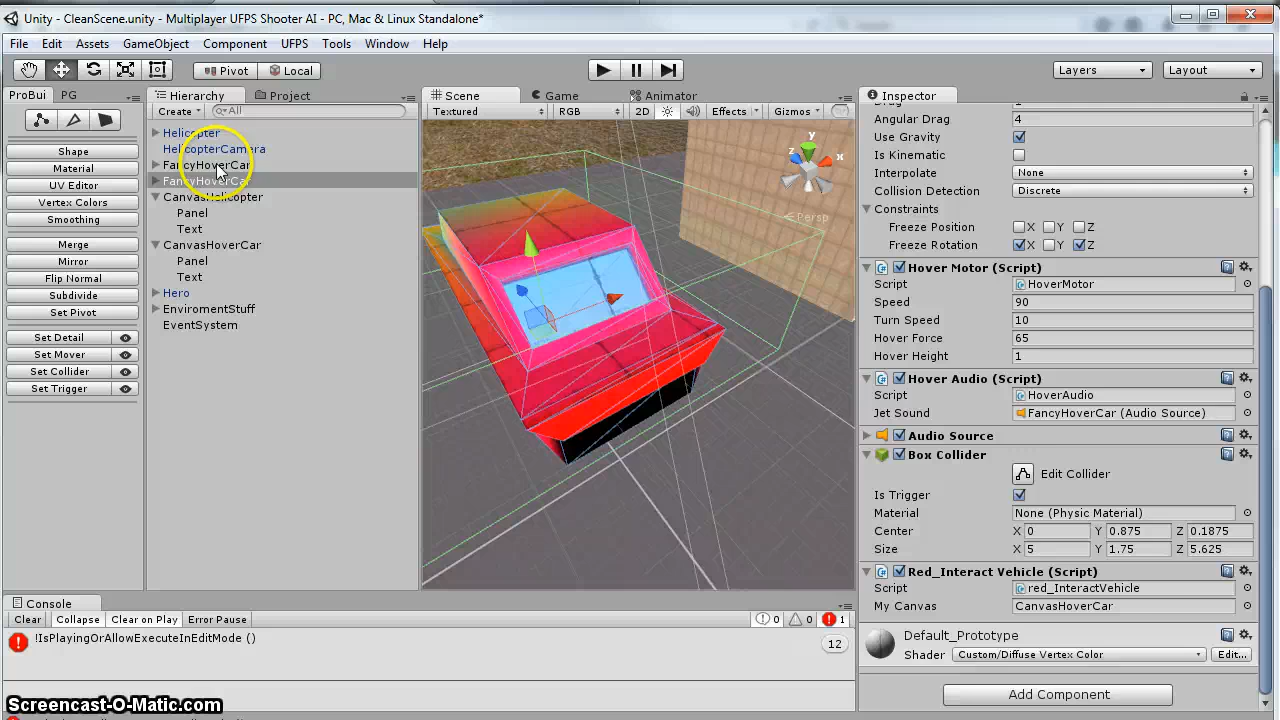 Unity - CleanScene.unity - Multiplayer UFPS Shooter AI - PC, Mac & Linux Standalone*
File Edit Assets GameObject Component UFPS Tools Window Help
Pivot Local Layers Layout
ProBui PG Hierarchy Project Scene Game Animator Inspector
Create All Textured RGB 2D Effects Gizmos
Shape
Material
UV Editor
Vertex Colors
Smoothing
Merge
Mirror
Flip Normal
Subdivide
Set Pivot
Set Detail
Set Mover
Set Collider
Set Trigger
Helicopter
HelicopterCamera
FancyHoverCar
FancyHoverCar
CanvasHelicopter
Panel
Text
CanvasHoverCar
Panel
Text
Hero
EnviromentStuff
EventSystem
y
z x
Persp
Angular Drag 4
Use Gravity
Is Kinematic
Interpolate None
Collision Detection Discrete
Constraints
Freeze Position X Y Z
Freeze Rotation X Y Z
Hover Motor (Script)
Script HoverMotor
Speed 90
Turn Speed 10
Hover Force 65
Hover Height 1
Hover Audio (Script)
Script HoverAudio
Jet Sound FancyHoverCar (Audio Source)
Audio Source
Box Collider
Edit Collider
Is Trigger
Material None (Physic Material)
Center X 0 Y 0.875 Z 0.1875
Size X 5 Y 1.75 Z 5.625
Red_Interact Vehicle (Script)
Script red_InteractVehicle
My Canvas CanvasHoverCar
Default_Prototype
Shader Custom/Diffuse Vertex Color Edit...
Add Component
Console
Clear Collapse Clear on Play Error Pause 0 0 1
!IsPlayingOrAllowExecuteInEditMode () 12
Screencast-O-Matic.com